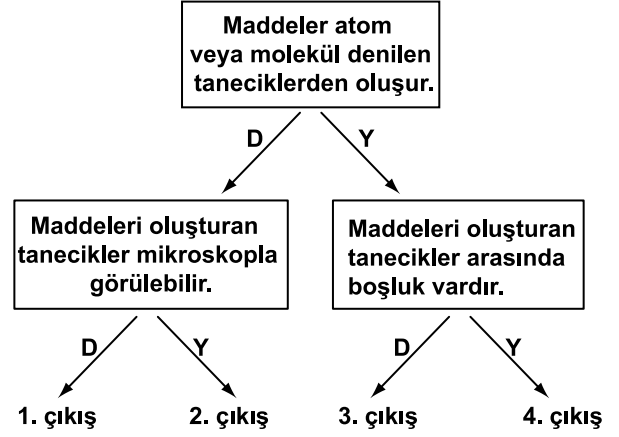 Maddeler atom
veya molekül denilen
taneciklerden oluşur.
D
Y
Maddeleri oluşturan
tanecikler mikroskopla
görülebilir.
Maddeleri oluşturan
tanecikler arasında
boşluk vardır.
D
Y
D
Y
1. çıkış
2. çıkış
3. çıkış
4. çıkış